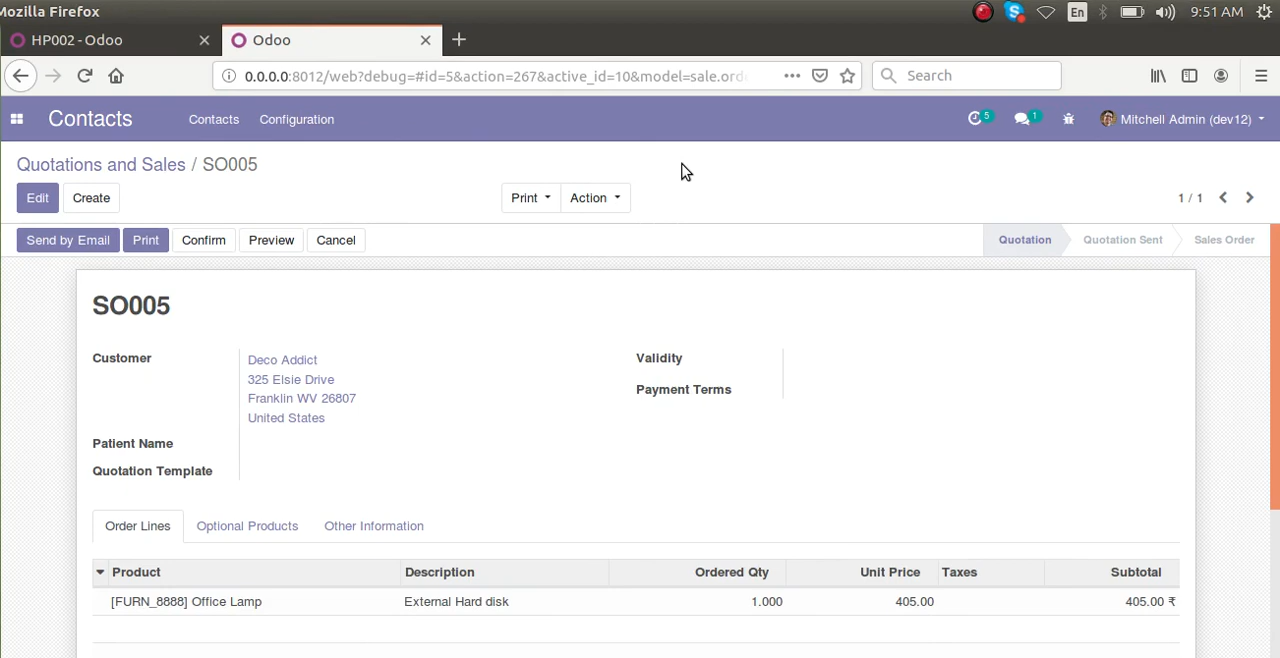 Mozilla Firefox
En
9:51 AM
HP002 - Odoo
Odoo
0.0.0.0:8012/web?debug=#id=5&action=267&active_id=10&model=sale.ord
Search
Contacts
Contacts
Configuration
5
1
Mitchell Admin (dev12)
Quotations and Sales / SO005
Edit
Create
Print
Action
1 / 1
Send by Email
Print
Confirm
Preview
Cancel
Quotation
Quotation Sent
Sales Order
SO005
Customer
Deco Addict
325 Elsie Drive
Franklin WV 26807
United States
Validity
Payment Terms
Patient Name
Quotation Template
Order Lines
Optional Products
Other Information
Product
Description
Ordered Qty
Unit Price
Taxes
Subtotal
[FURN_8888] Office Lamp
External Hard disk
1.000
405.00
405.00 ₹